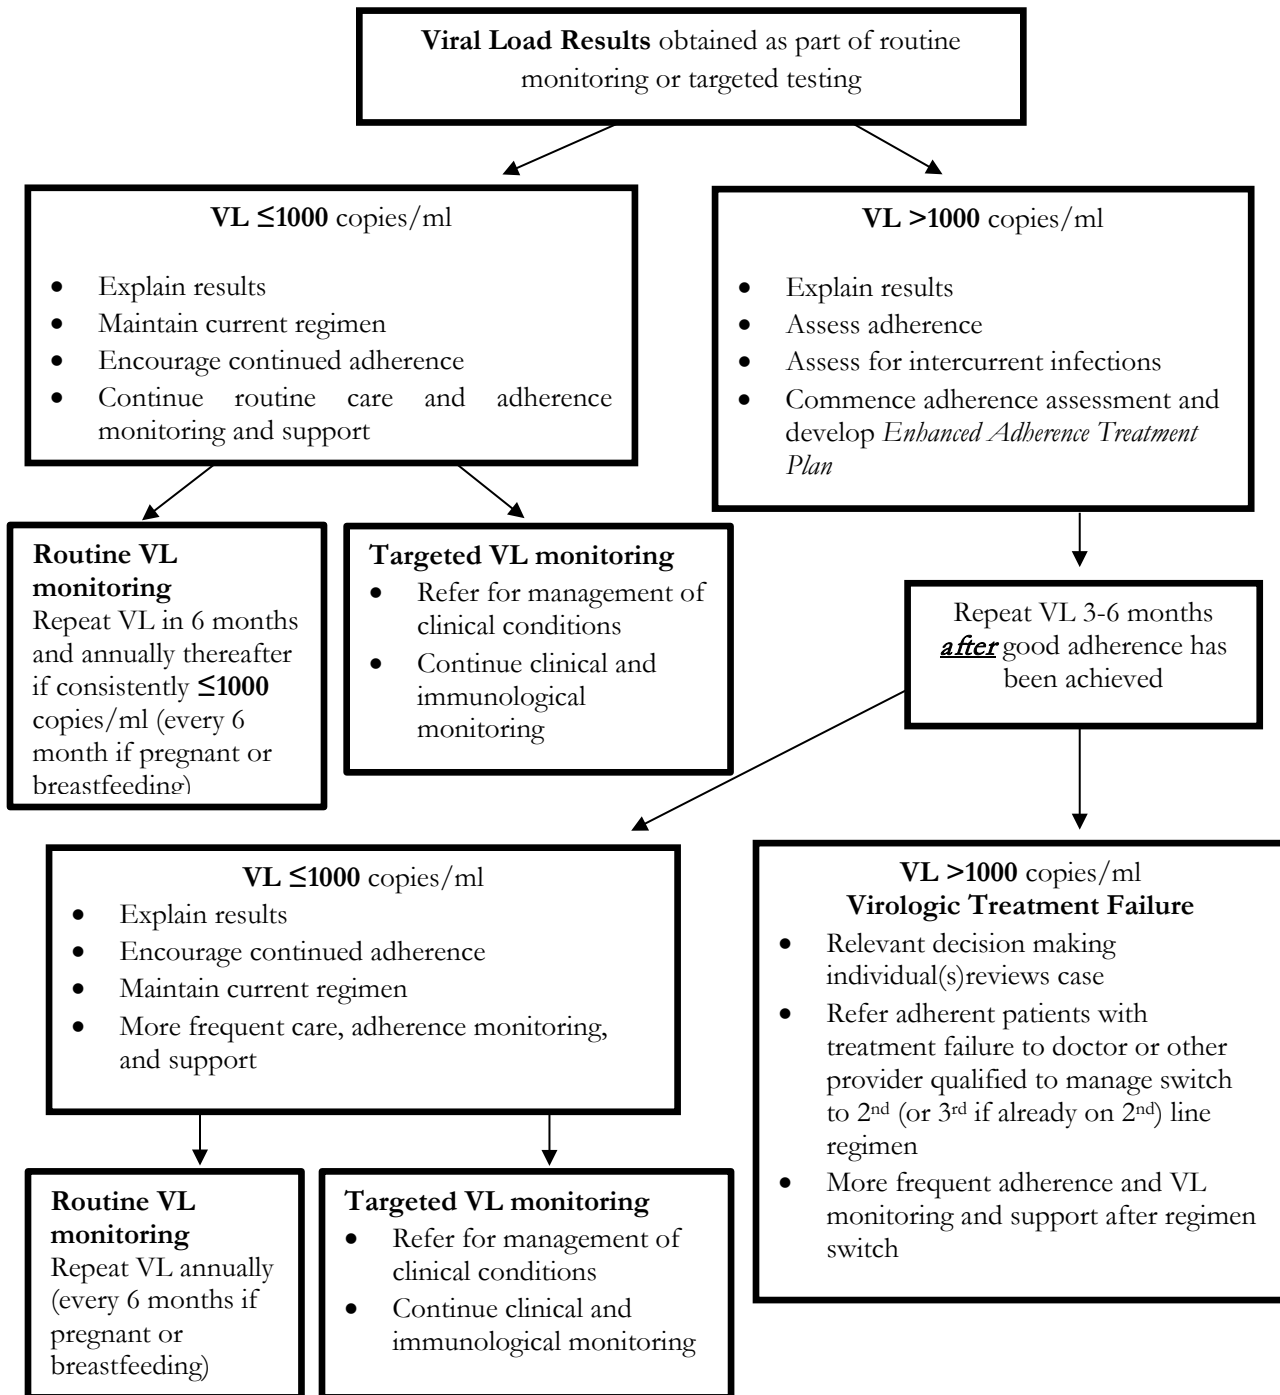 Viral Load Results obtained as part of routine
monitoring or targeted testing
VL ≤1000 copies/ml
• Explain results
• Maintain current regimen
• Encourage continued adherence
• Continue routine care and adherence
monitoring and support
VL >1000 copies/ml
• Explain results
• Assess adherence
• Assess for intercurrent infections
• Commence adherence assessment and
develop Enhanced Adherence Treatment
Plan
Routine VL
monitoring
Repeat VL in 6 months
and annually thereafter
if consistently ≤1000
copies/ml (every 6
month if pregnant or
breastfeeding)
Targeted VL monitoring
• Refer for management of
clinical conditions
• Continue clinical and
immunological
monitoring
Repeat VL 3-6 months
after good adherence has
been achieved
VL ≤1000 copies/ml
• Explain results
• Encourage continued adherence
• Maintain current regimen
• More frequent care, adherence monitoring,
and support
VL >1000 copies/ml
Virologic Treatment Failure
• Relevant decision making
individual(s)reviews case
• Refer adherent patients with
treatment failure to doctor or other
provider qualified to manage switch
to 2nd (or 3rd if already on 2nd) line
regimen
• More frequent adherence and VL
monitoring and support after regimen
switch
Routine VL
monitoring
Repeat VL annually
(every 6 months if
pregnant or
breastfeeding)
Targeted VL monitoring
• Refer for management of
clinical conditions
• Continue clinical and
immunological monitoring